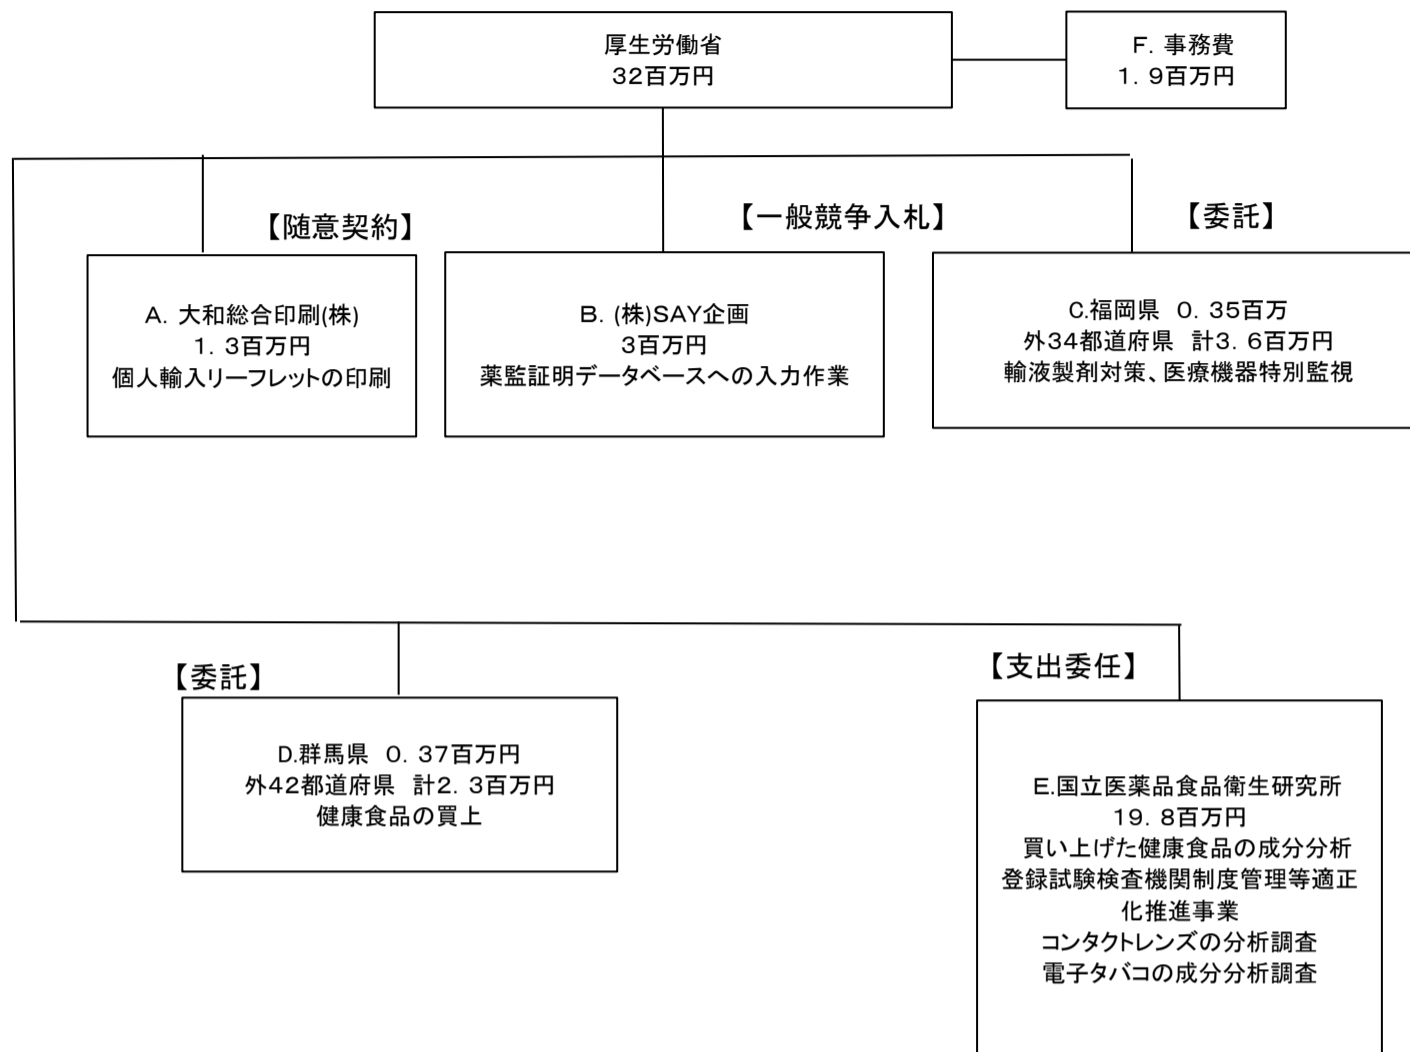 厚生労働省
32百万円
F. 事務費
1. 9百万円
【随意契約】
【一般競争入札】
【委託】
A. 大和総合印刷(株)
1. 3百万円
個人輸入リーフレットの印刷
B. (株)SAY企画
3百万円
薬監証明データベースへの入力作業
C.福岡県 0. 35百万
外34都道府県 計3. 6百万円
輸液製剤対策、医療機器特別監視
【委託】
【支出委任】
D.群馬県 0. 37百万円
外42都道府県 計2. 3百万円
健康食品の買上
E.国立医薬品食品衛生研究所
19. 8百万円
買い上げた健康食品の成分分析
登録試験検査機関制度管理等適正
化推進事業
コンタクトレンズの分析調査
電子タバコの成分分析調査